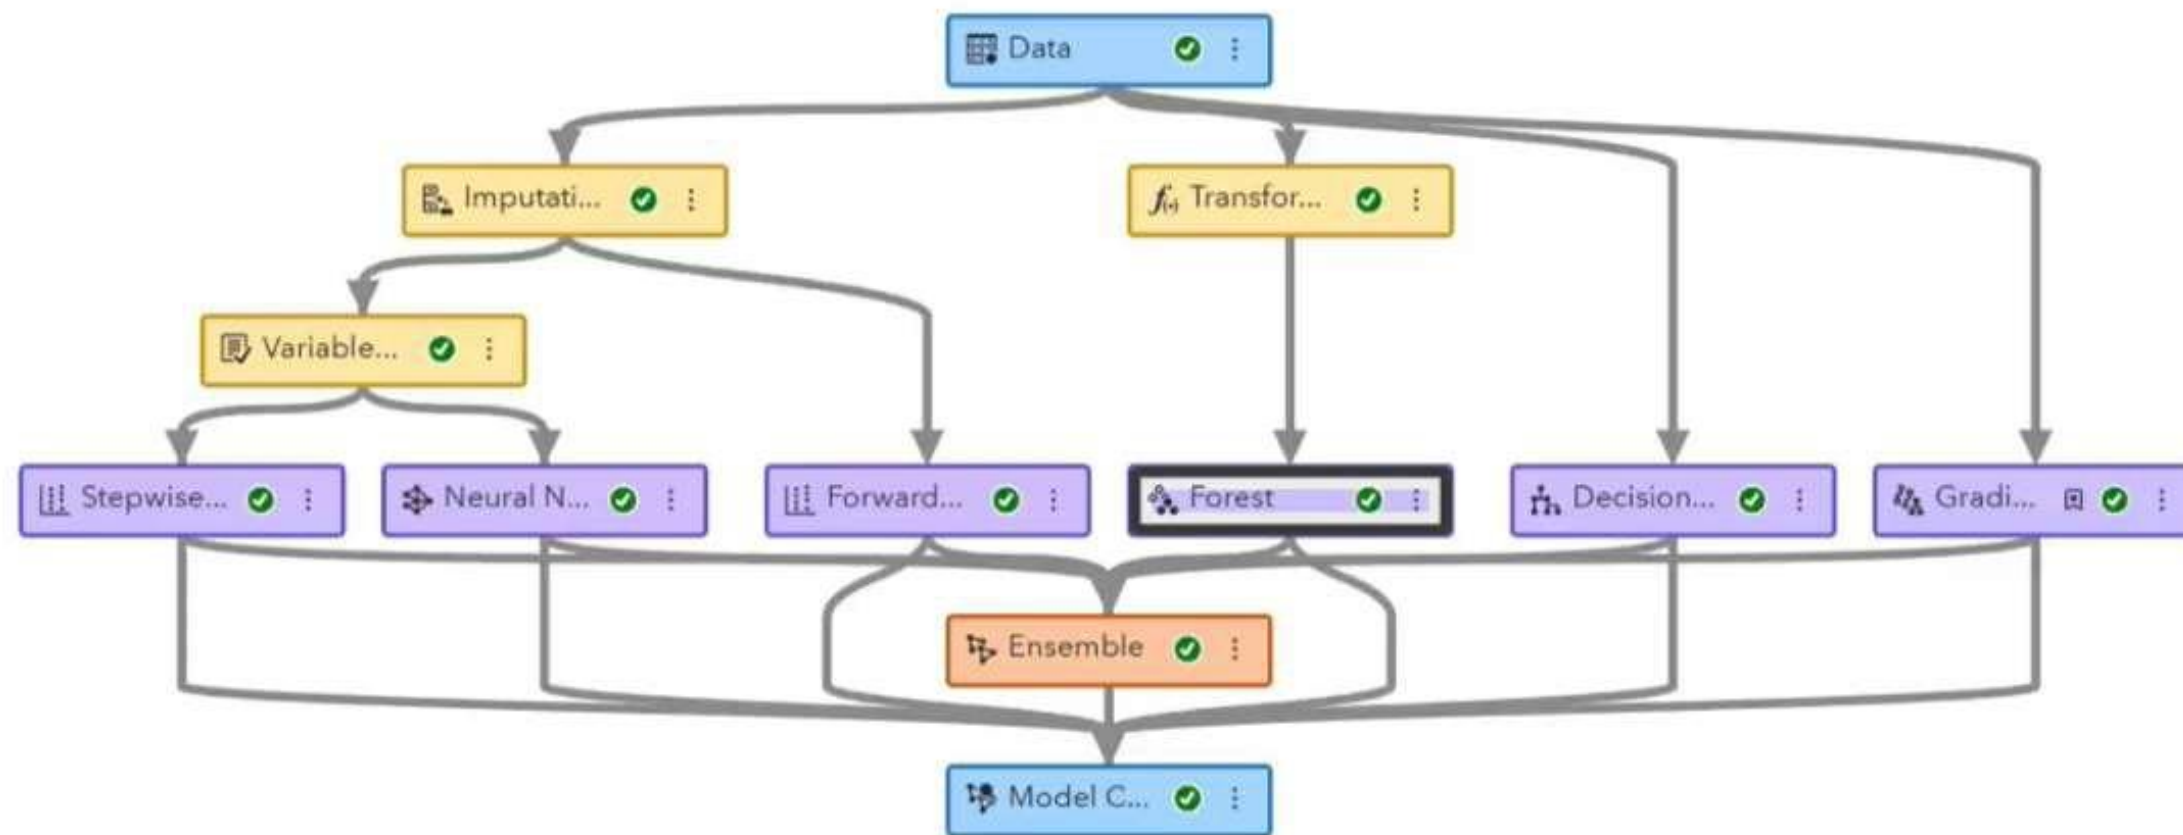 Data
Imputati...
Transfor...
Variable...
Stepwise...
Neural N...
Forward...
Forest
Decision...
Gradi...
Ensemble
Model C...